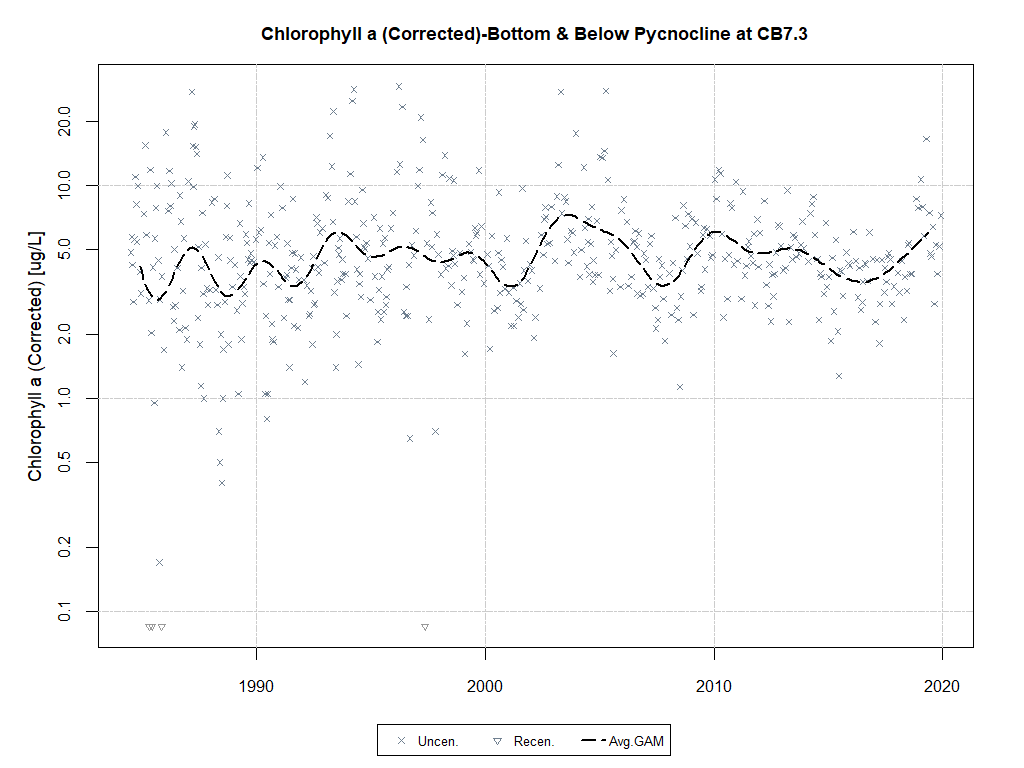 Chlorophyll a (Corrected)-Bottom & Below Pycnocline at CB7.3
Chlorophyll a (Corrected) [ug/L]
20.0
10.0
5.0
2.0
1.0
0.5
0.2
0.1
1990 2000 2010 2020
Uncen. Recen. Avg.GAM